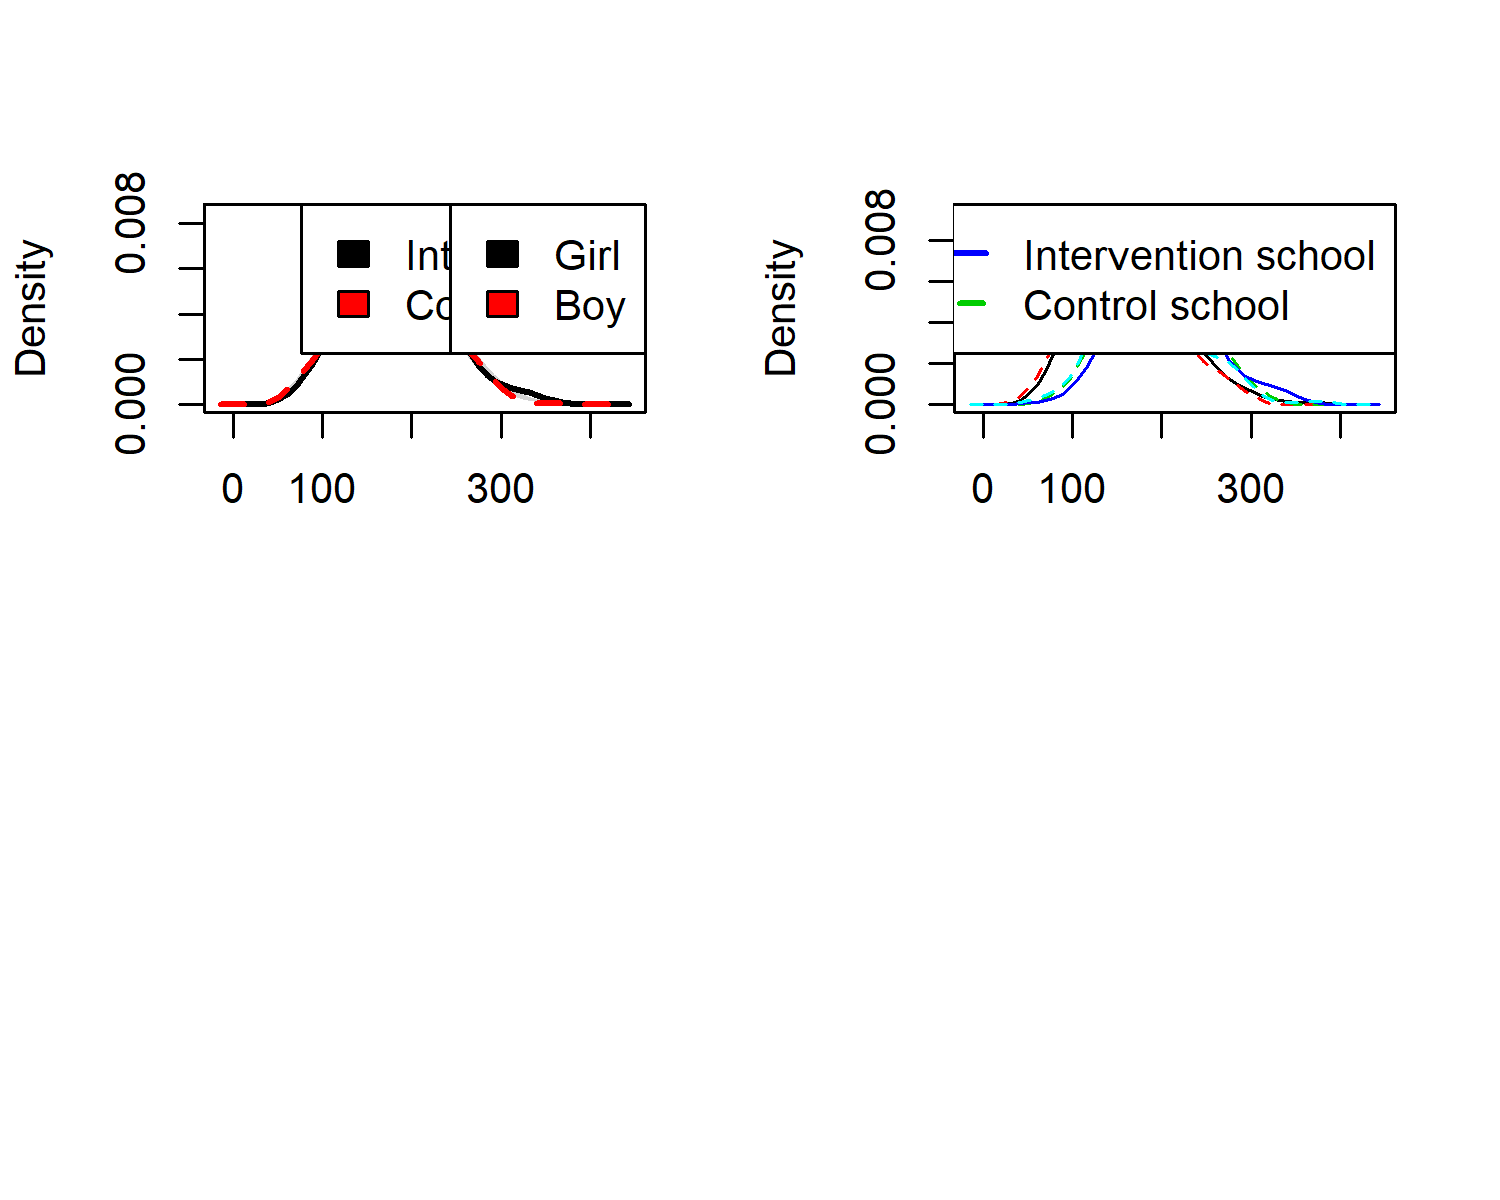 Density
0.008
0.000
Int
Co
Girl
Boy
0 100 300
Density
0.008
0.000
Intervention school
Control school
0 100 300